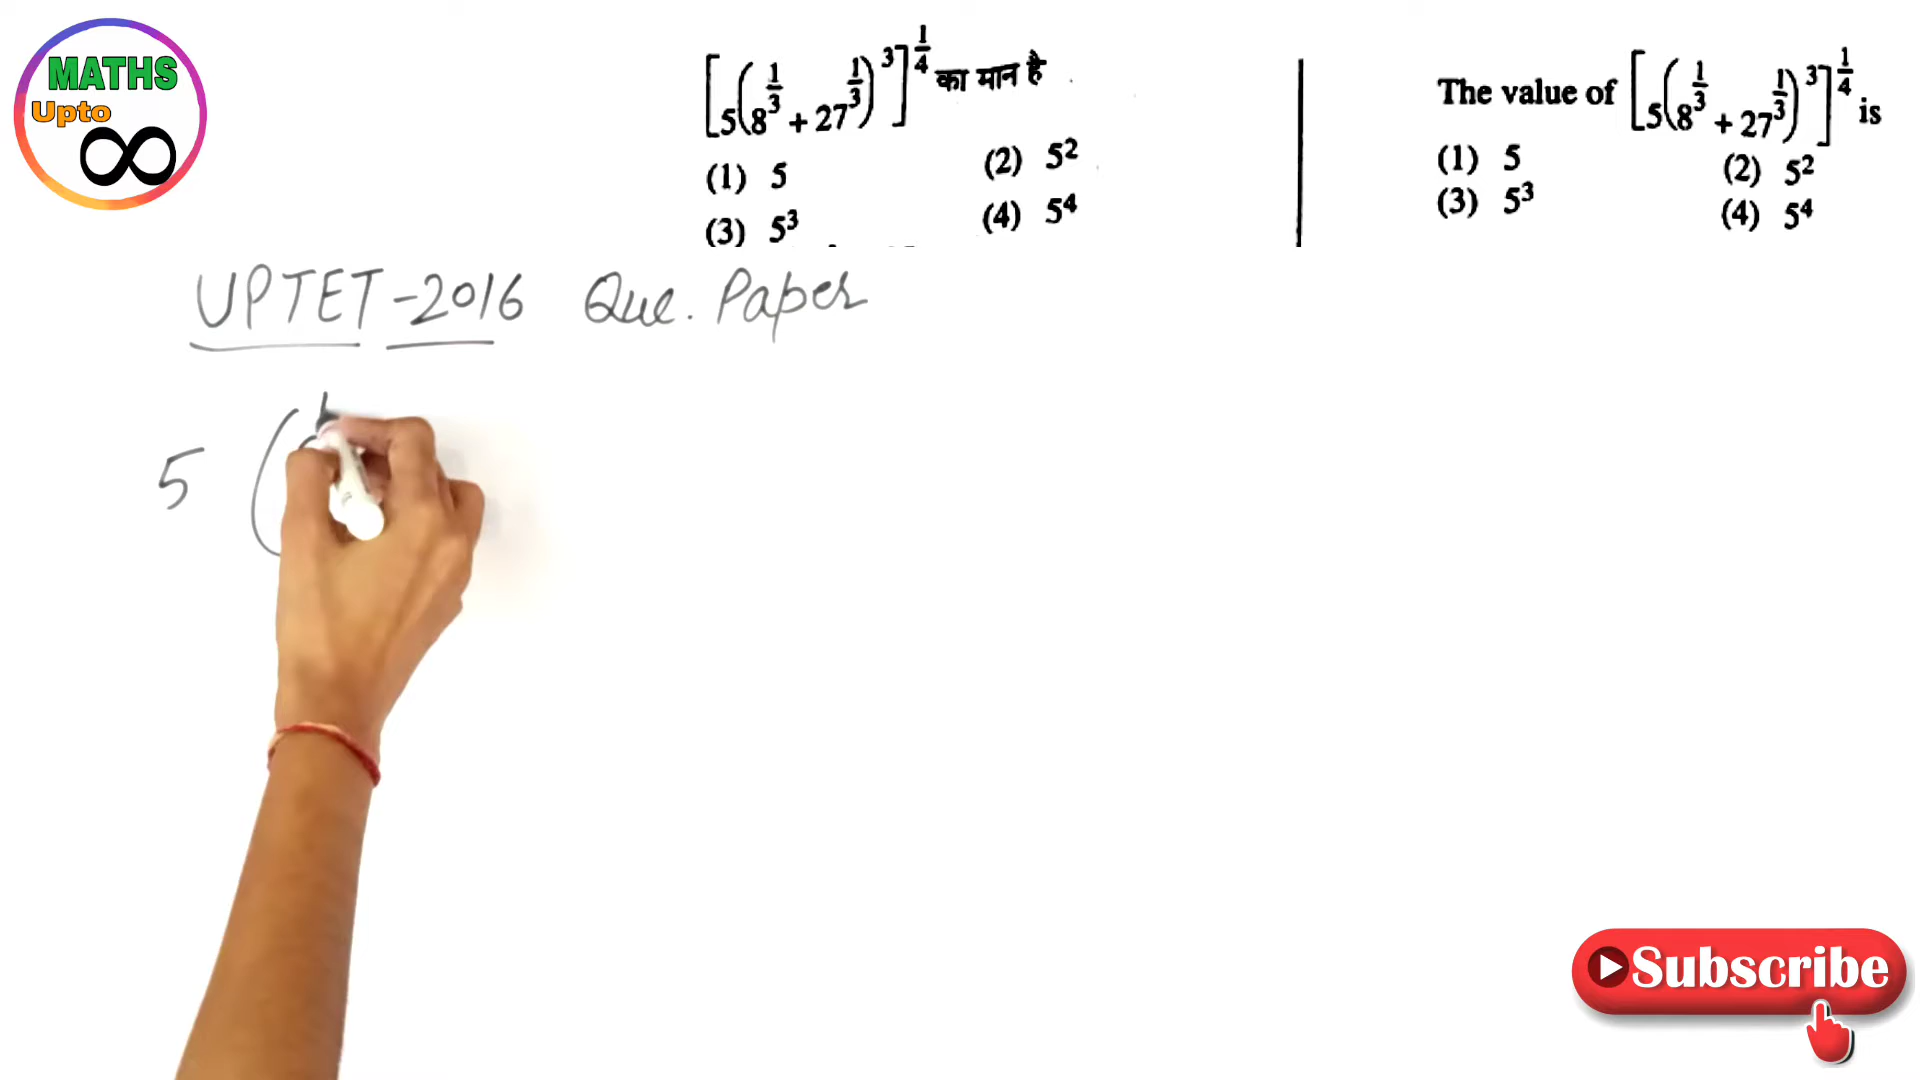 MATHS
Upto
∞
[5(8^{1/3} + 27^{1/3})^3]^{1/4} का मान है
(1) 5 (2) 5²
(3) 5³ (4) 5⁴
The value of [5(8^{1/3} + 27^{1/3})^3]^{1/4} is
(1) 5 (2) 5²
(3) 5³ (4) 5⁴
UPTET-2016 Que. Paper
5 (
Subscribe